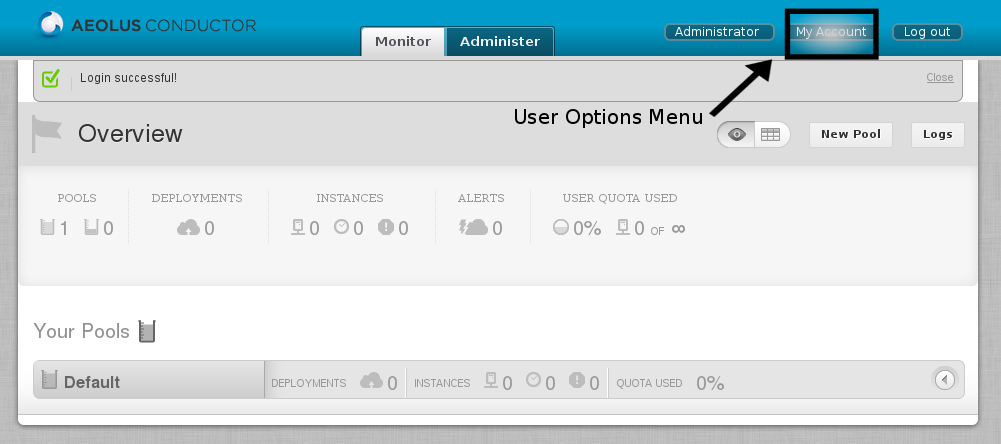 AEOLUS CONDUCTOR
Monitor Administer
Administrator My Account Log out
Login successful! Close
User Options Menu
Overview New Pool Logs
POOLS DEPLOYMENTS INSTANCES ALERTS USER QUOTA USED
1 0 0 0 0 0 0 0% 0 OF ∞
Your Pools
Default DEPLOYMENTS 0 INSTANCES 0 0 0 QUOTA USED 0%